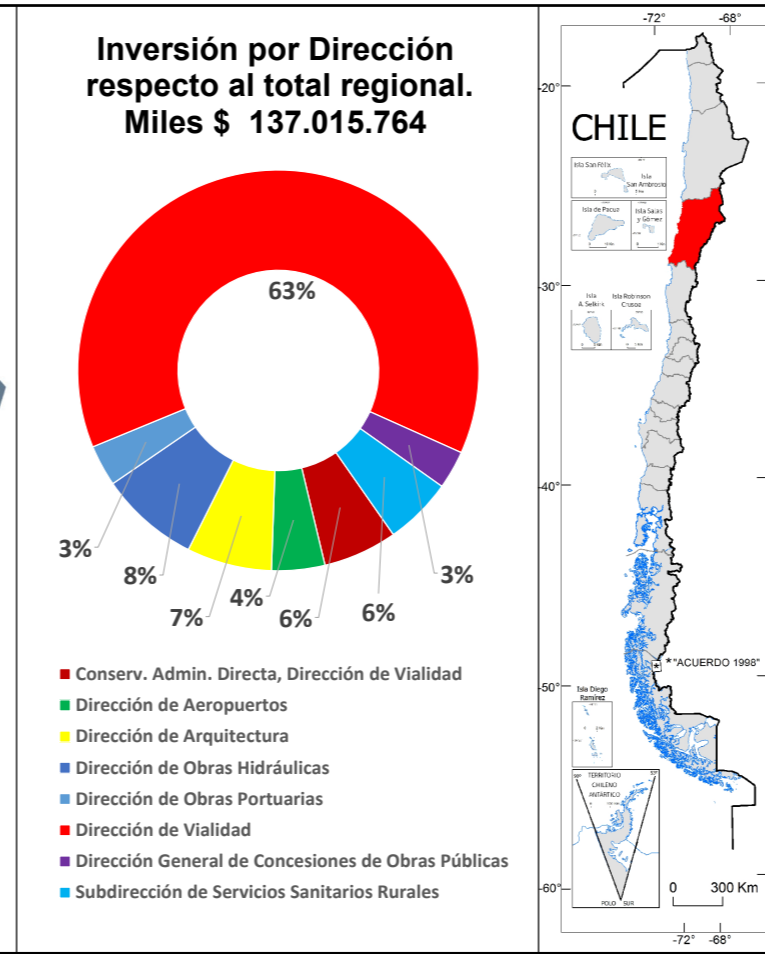 Inversión por Dirección
respecto al total regional.
Miles $ 137.015.764
63%
3%
8%
7%
4%
6%
6%
3%
Conserv. Admin. Directa, Dirección de Vialidad
Dirección de Aeropuertos
Dirección de Arquitectura
Dirección de Obras Hidráulicas
Dirección de Obras Portuarias
Dirección de Vialidad
Dirección General de Concesiones de Obras Públicas
Subdirección de Servicios Sanitarios Rurales
-72° -68°
-20°
CHILE
Isla San Félix
Isla
San Ambrosio
Isla de Pascua
Isla Salas
y Gómez
-30°
Isla
A. Selkirk
Isla Robinson
Crusoe
-40°
* "ACUERDO 1998"
*
-50°
Isla Diego
Ramírez
TERRITORIO
CHILENO
ANTÁRTICO
90° 53°
POLO SUR
0 300 Km
-60°
-72° -68°